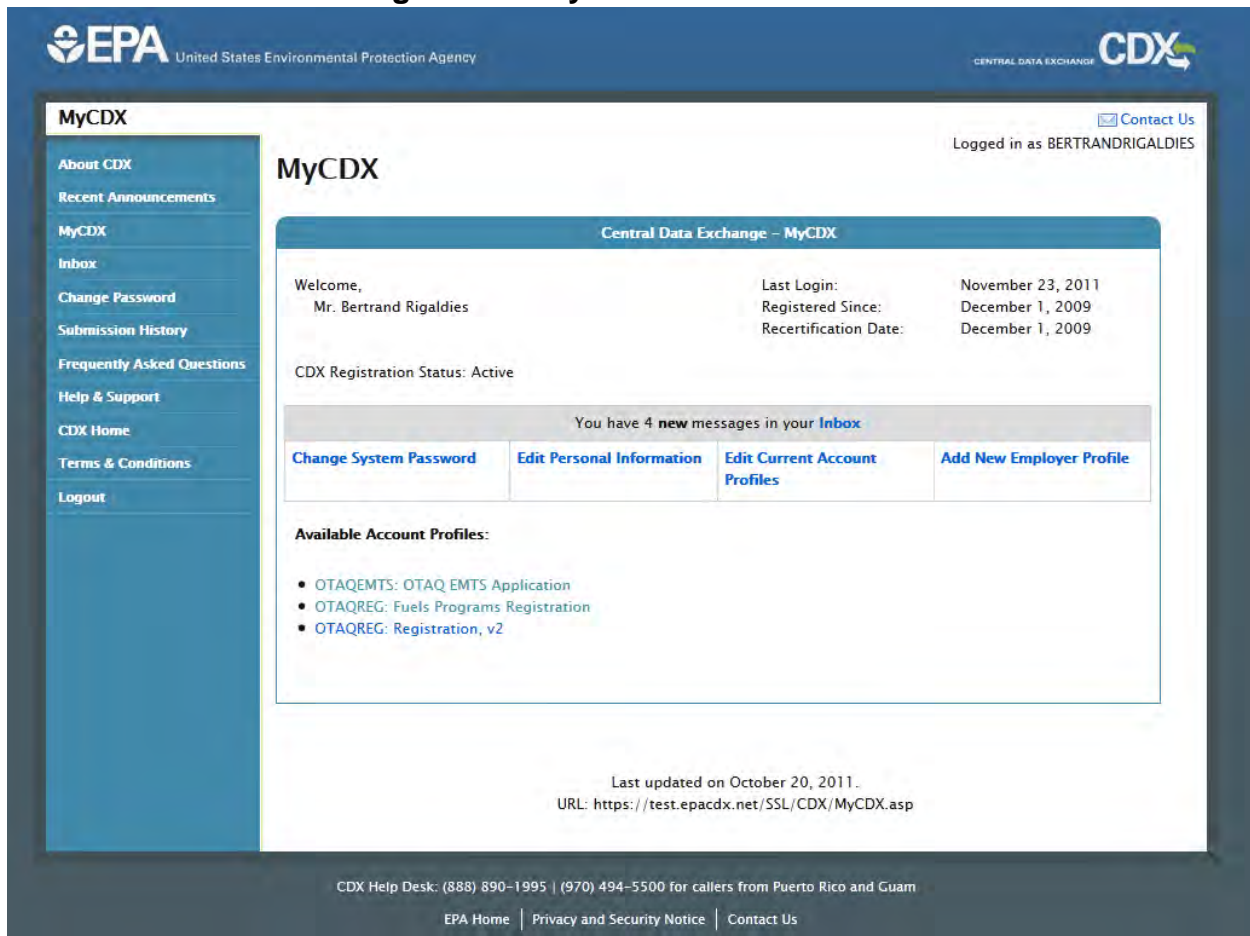 EPA United States Environmental Protection Agency
CENTRAL DATA EXCHANGE CDX
MyCDX
Contact Us
Logged in as BERTRANDRIGALDIES
About CDX
Recent Announcements
MyCDX
Inbox
Change Password
Submission History
Frequently Asked Questions
Help & Support
CDX Home
Terms & Conditions
Logout
MyCDX
Central Data Exchange – MyCDX
Welcome,
Mr. Bertrand Rigaldies
Last Login: November 23, 2011
Registered Since: December 1, 2009
Recertification Date: December 1, 2009
CDX Registration Status: Active
You have 4 new messages in your Inbox
Change System Password
Edit Personal Information
Edit Current Account
Profiles
Add New Employer Profile
Available Account Profiles:
• OTAQEMTS: OTAQ EMTS Application
• OTAQREG: Fuels Programs Registration
• OTAQREG: Registration, v2
Last updated on October 20, 2011.
URL: https://test.epacdx.net/SSL/CDX/MyCDX.asp
CDX Help Desk: (888) 890-1995 | (970) 494-5500 for callers from Puerto Rico and Guam
EPA Home | Privacy and Security Notice | Contact Us